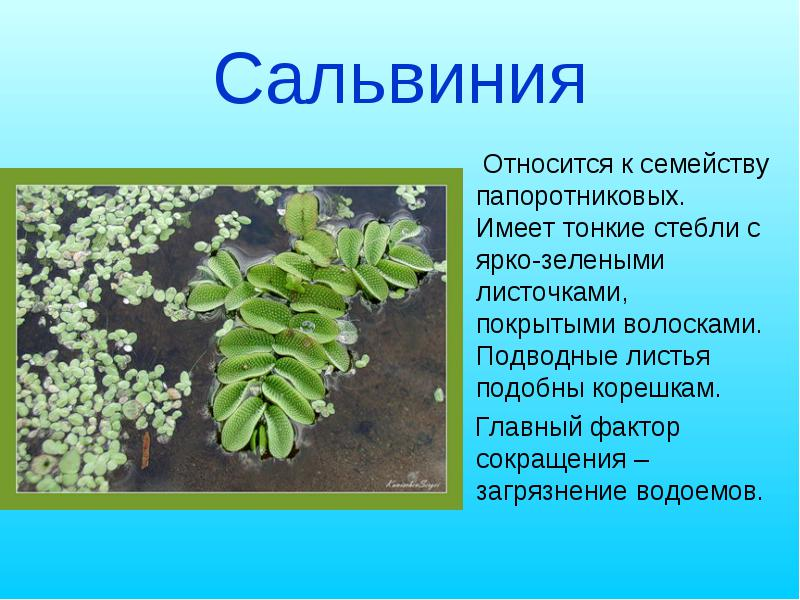 Сальвиния
Относится к семейству
папоротниковых.
Имеет тонкие стебли с
ярко-зелеными
листочками,
покрытыми волосками.
Подводные листья
подобны корешкам.
Главный фактор
сокращения –
загрязнение водоемов.